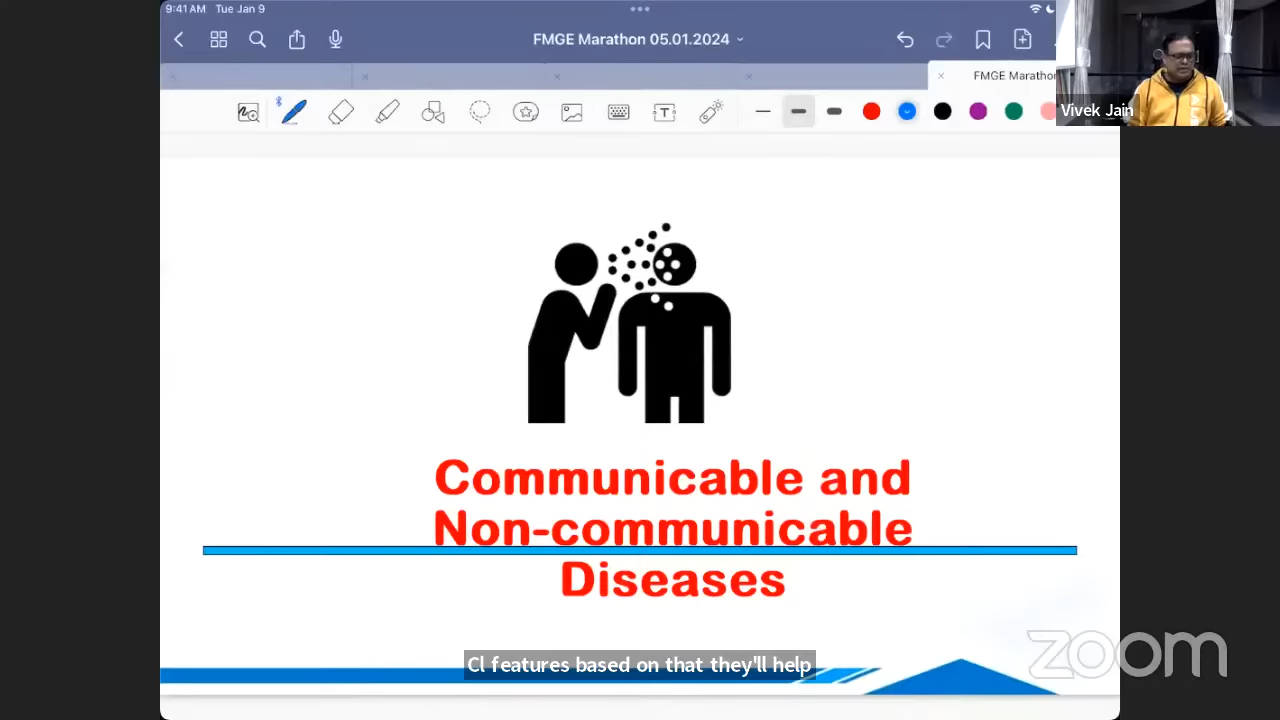 9:41 AM Tue Jan 9
FMGE Marathon 05.01.2024
FMGE Marathon
T
Vivek Jain
Communicable and
Non-communicable
Diseases
Cl features based on that they'll help
zoom